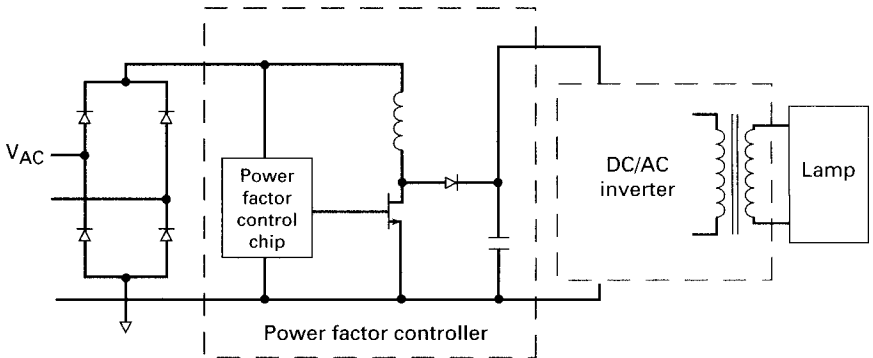 V_AC
Power
factor
control
chip
DC/AC
inverter
Lamp
Power factor controller